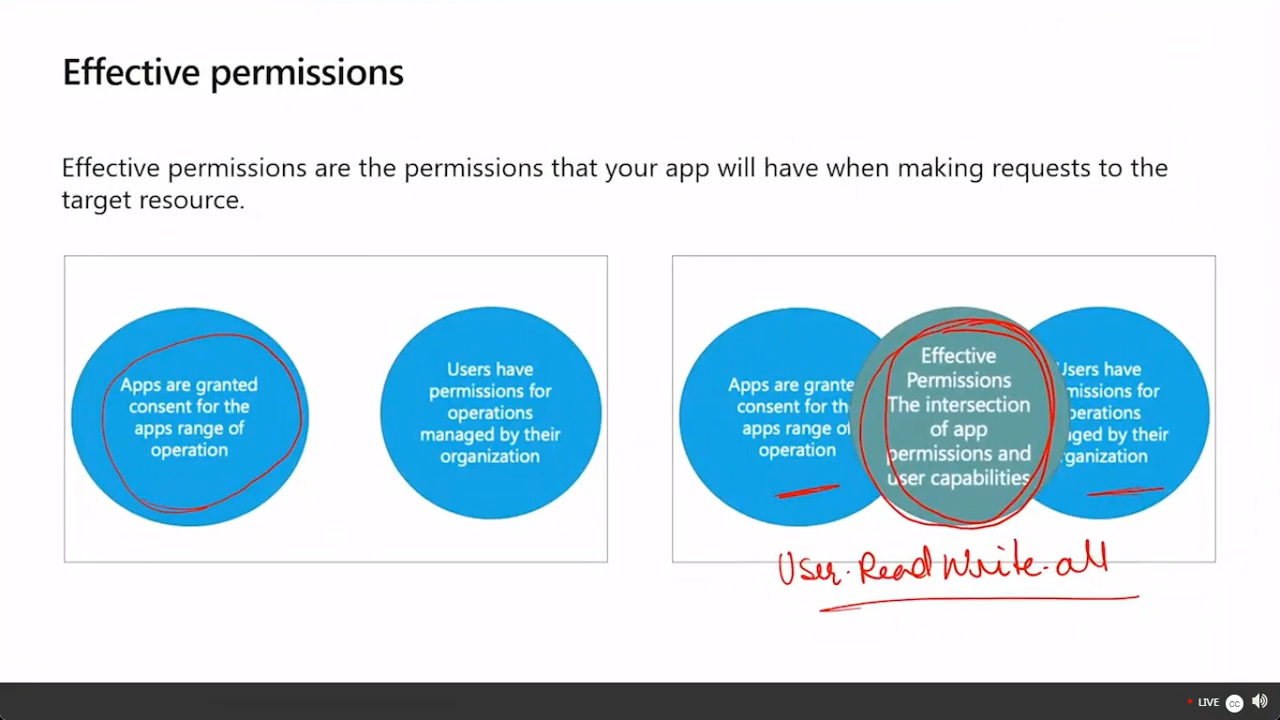 Effective permissions
Effective permissions are the permissions that your app will have when making requests to the
target resource.
Apps are granted
consent for the
apps range of
operation
Users have
permissions for
operations
managed by their
organization
Apps are grante
consent for th
apps range of
operation
Effective
Permissions
The intersection
of app
permissions and
user capabilities
Users have
missions for
perations
aged by their
rganization
User.ReadWrite.all
LIVE
CC